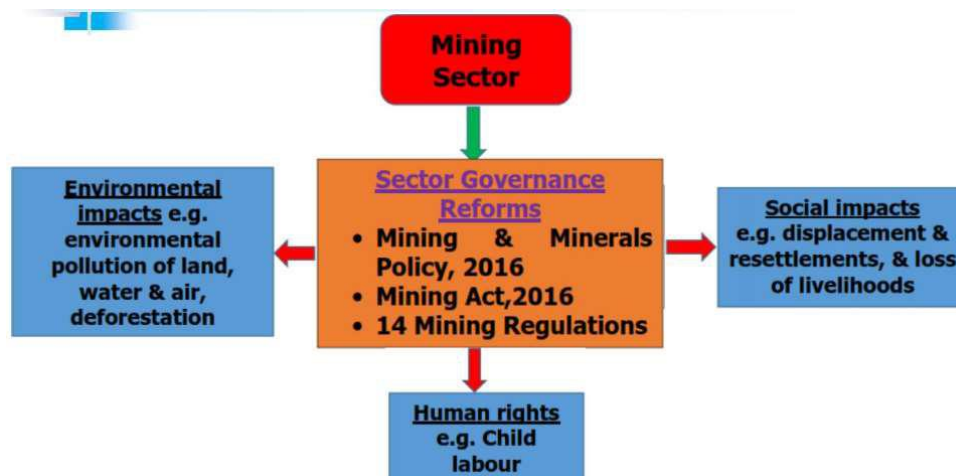 Mining
Sector
Sector Governance
Reforms
• Mining & Minerals
Policy, 2016
• Mining Act,2016
• 14 Mining Regulations
Environmental
impacts e.g.
environmental
pollution of land,
water & air,
deforestation
Social impacts
e.g. displacement &
resettlements, & loss
of livelihoods
Human rights
e.g. Child
labour